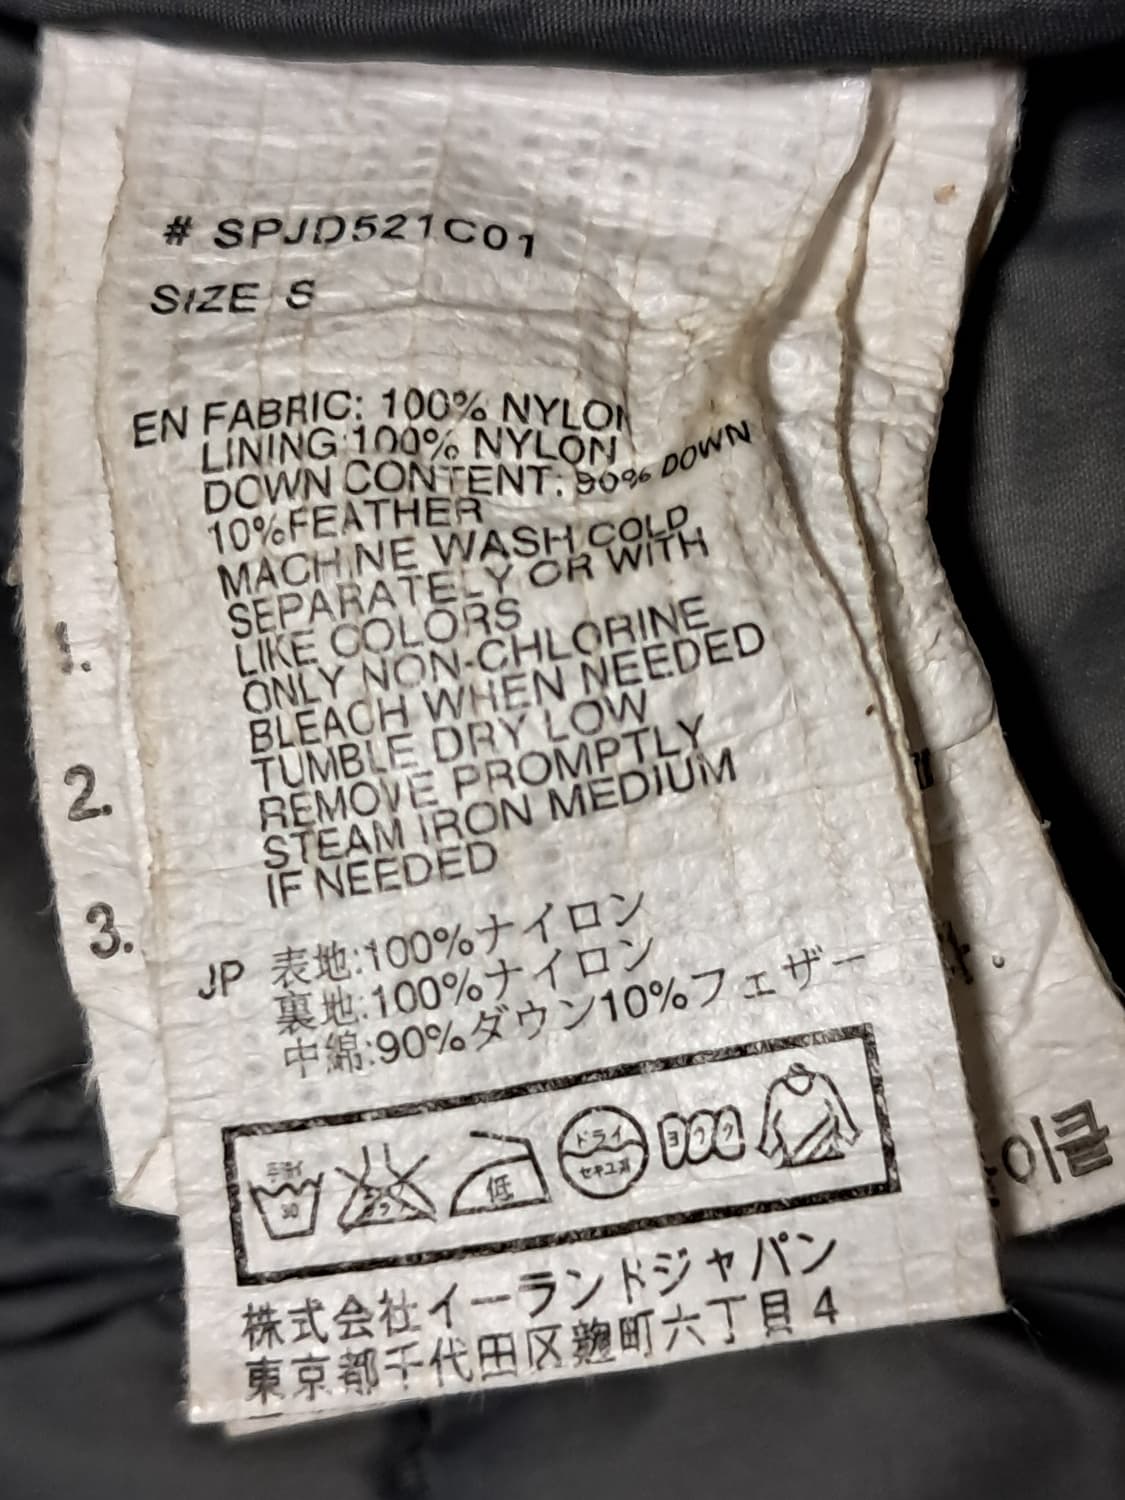 # SPJD521C01
SIZE S
EN FABRIC: 100% NYLON
LINING:100% NYLON
DOWN CONTENT: 90% DOWN
10%FEATHER
MACHINE WASH COLD
SEPARATELY OR WITH
LIKE COLORS
ONLY NON-CHLORINE
BLEACH WHEN NEEDED
TUMBLE DRY LOW
REMOVE PROMPTLY
STEAM IRON MEDIUM
IF NEEDED
1.
2.
3.
JP 表地:100%ナイロン
裏地:100%ナイロン
中綿:90%ダウン10%フェザー
30
低
ドライ
セキユ系
ヨワク
이클
株式会社イーランドジャパン
東京都千代田区麹町六丁目4